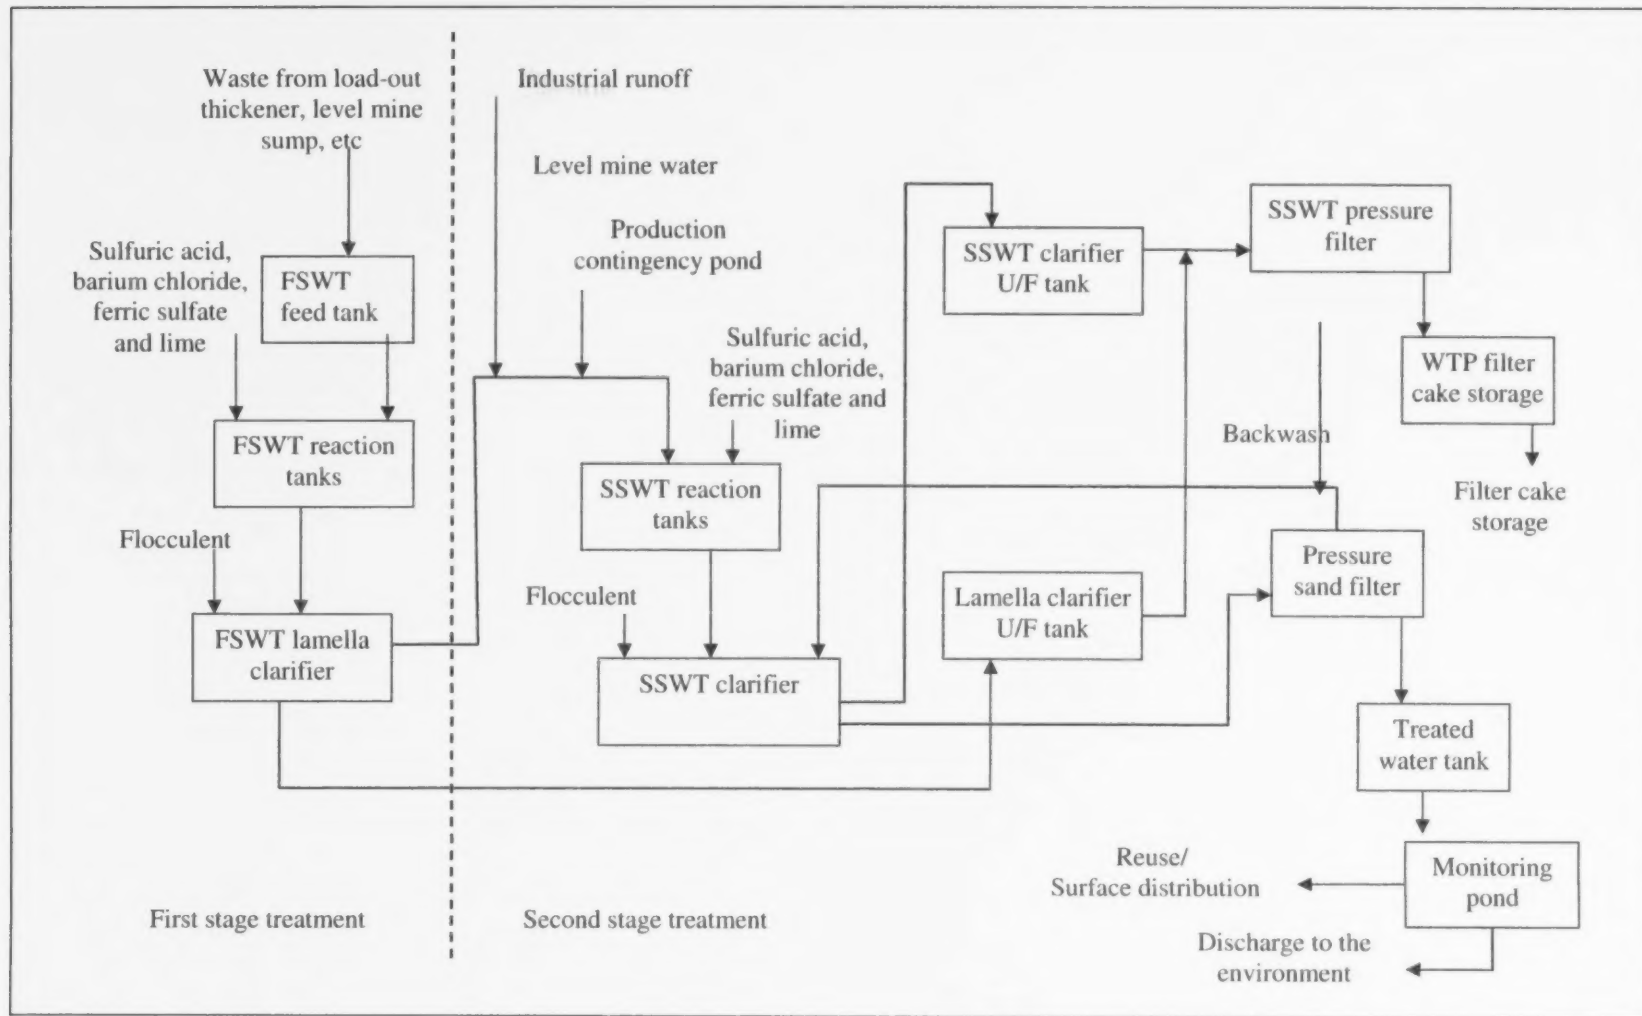 Waste from load-out
thickener, level mine
sump, etc
Sulfuric acid,
barium chloride,
ferric sulfate
and lime
FSWT
feed tank
FSWT reaction
tanks
Flocculent
FSWT lamella
clarifier
First stage treatment
Industrial runoff
Level mine water
Production
contingency pond
Sulfuric acid,
barium chloride,
ferric sulfate and
lime
SSWT reaction
tanks
Flocculent
SSWT clarifier
Second stage treatment
SSWT clarifier
U/F tank
Lamella clarifier
U/F tank
SSWT pressure
filter
WTP filter
cake storage
Filter cake
storage
Backwash
Pressure
sand filter
Treated
water tank
Monitoring
pond
Reuse/
Surface distribution
Discharge to the
environment